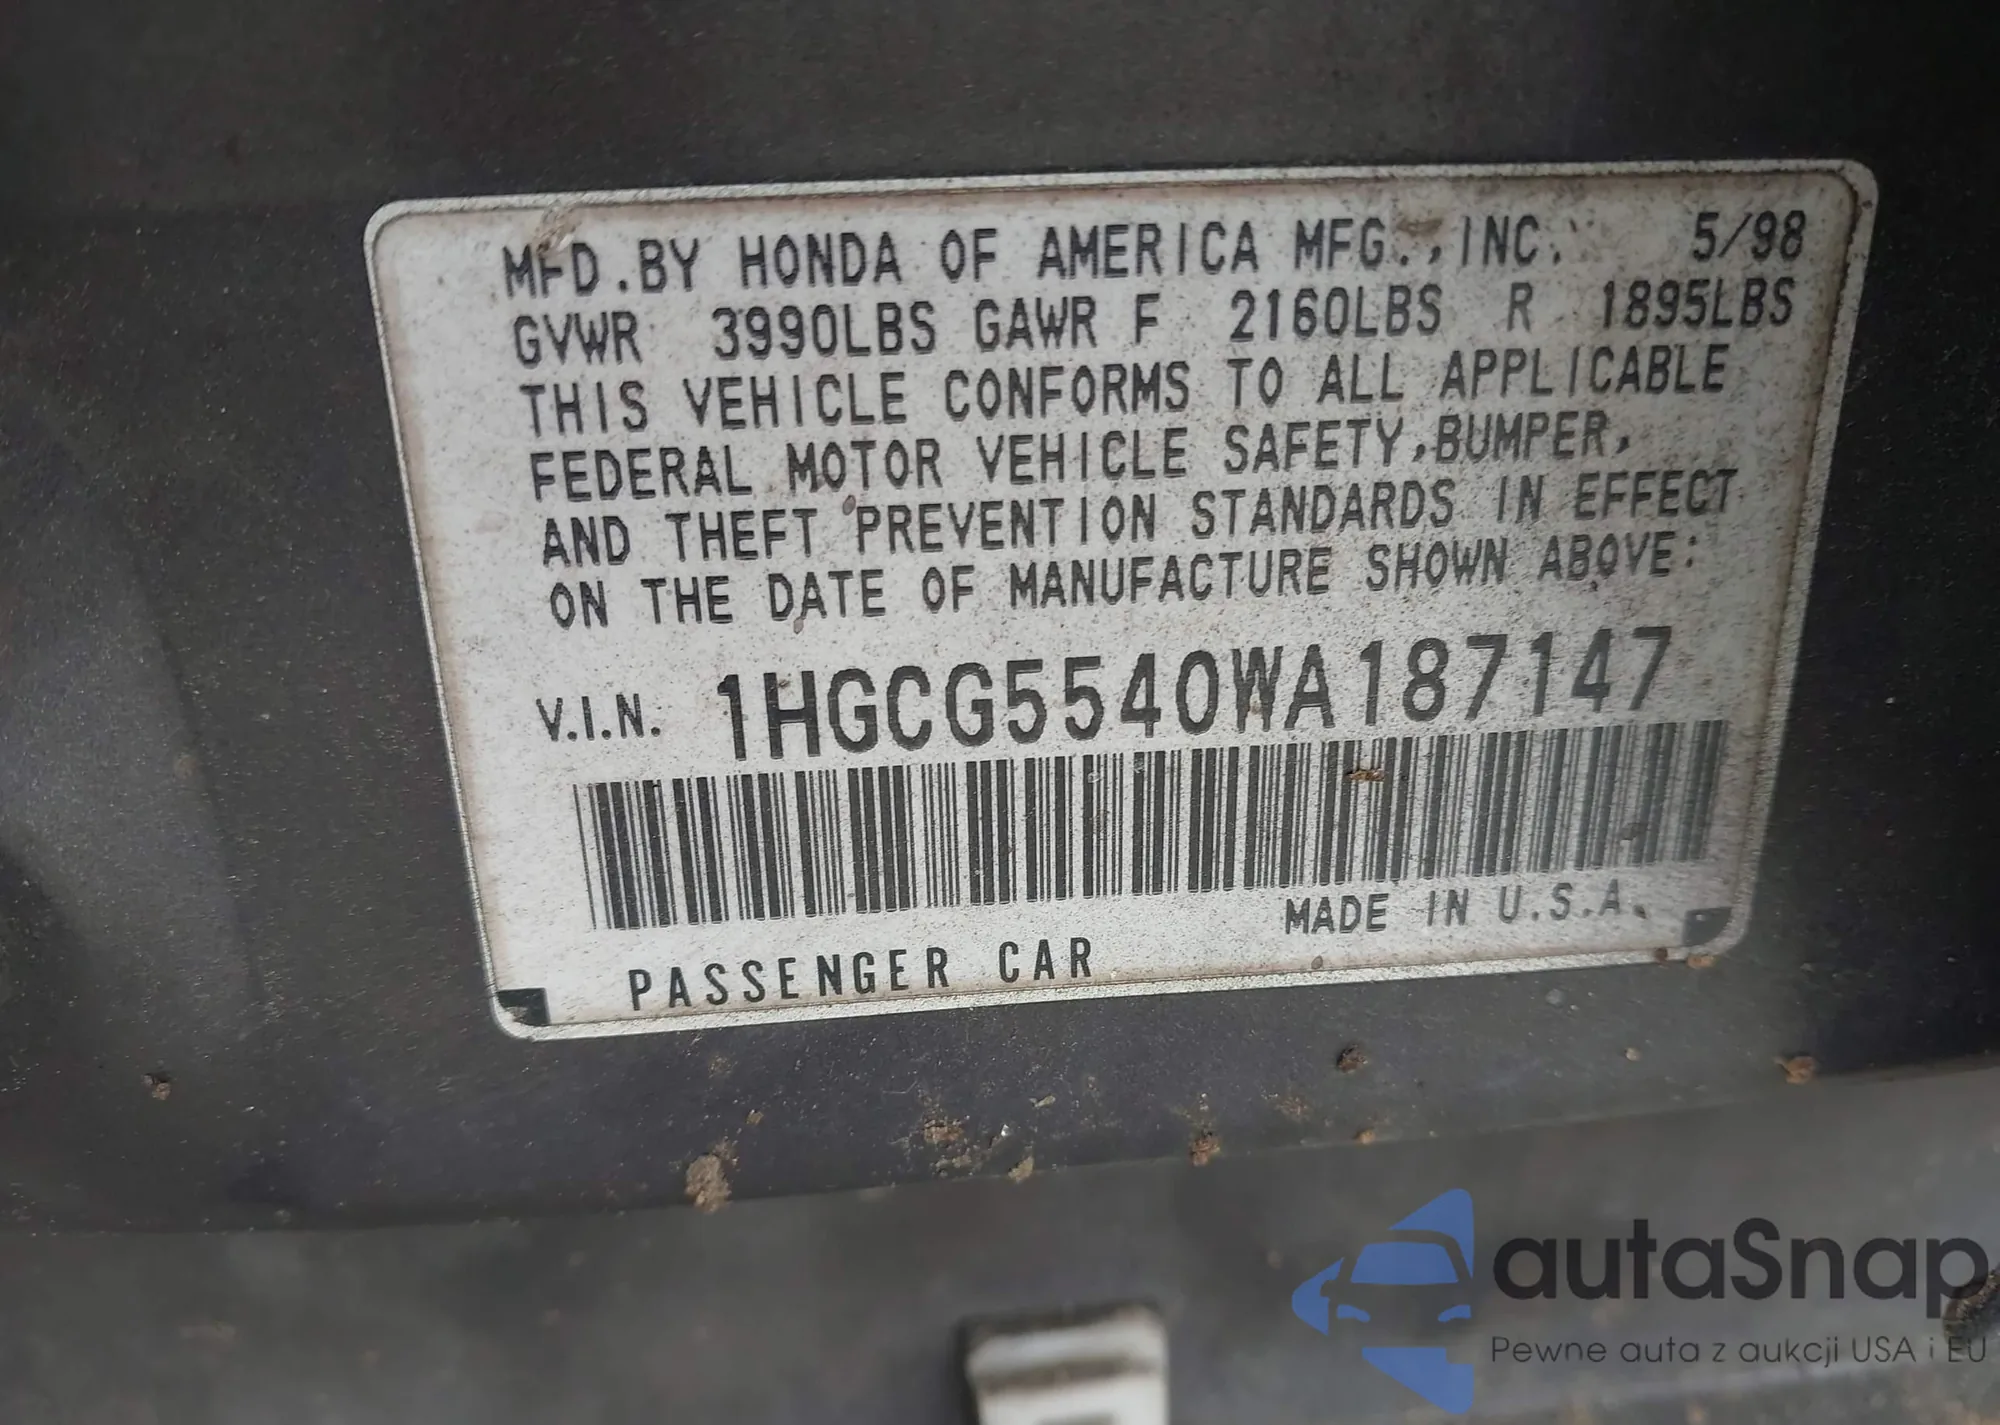 MFD.BY HONDA OF AMERICA MFG.,INC. 5/98
GVWR 3990LBS GAWR F 2160LBS R 1895LBS
THIS VEHICLE CONFORMS TO ALL APPLICABLE
FEDERAL MOTOR VEHICLE SAFETY,BUMPER,
AND THEFT PREVENTION STANDARDS IN EFFECT
ON THE DATE OF MANUFACTURE SHOWN ABOVE:
V.I.N. 1HGCG5540WA187147
MADE IN U.S.A.
PASSENGER CAR
autaSnap
Pewne auta z aukcji USA i EU